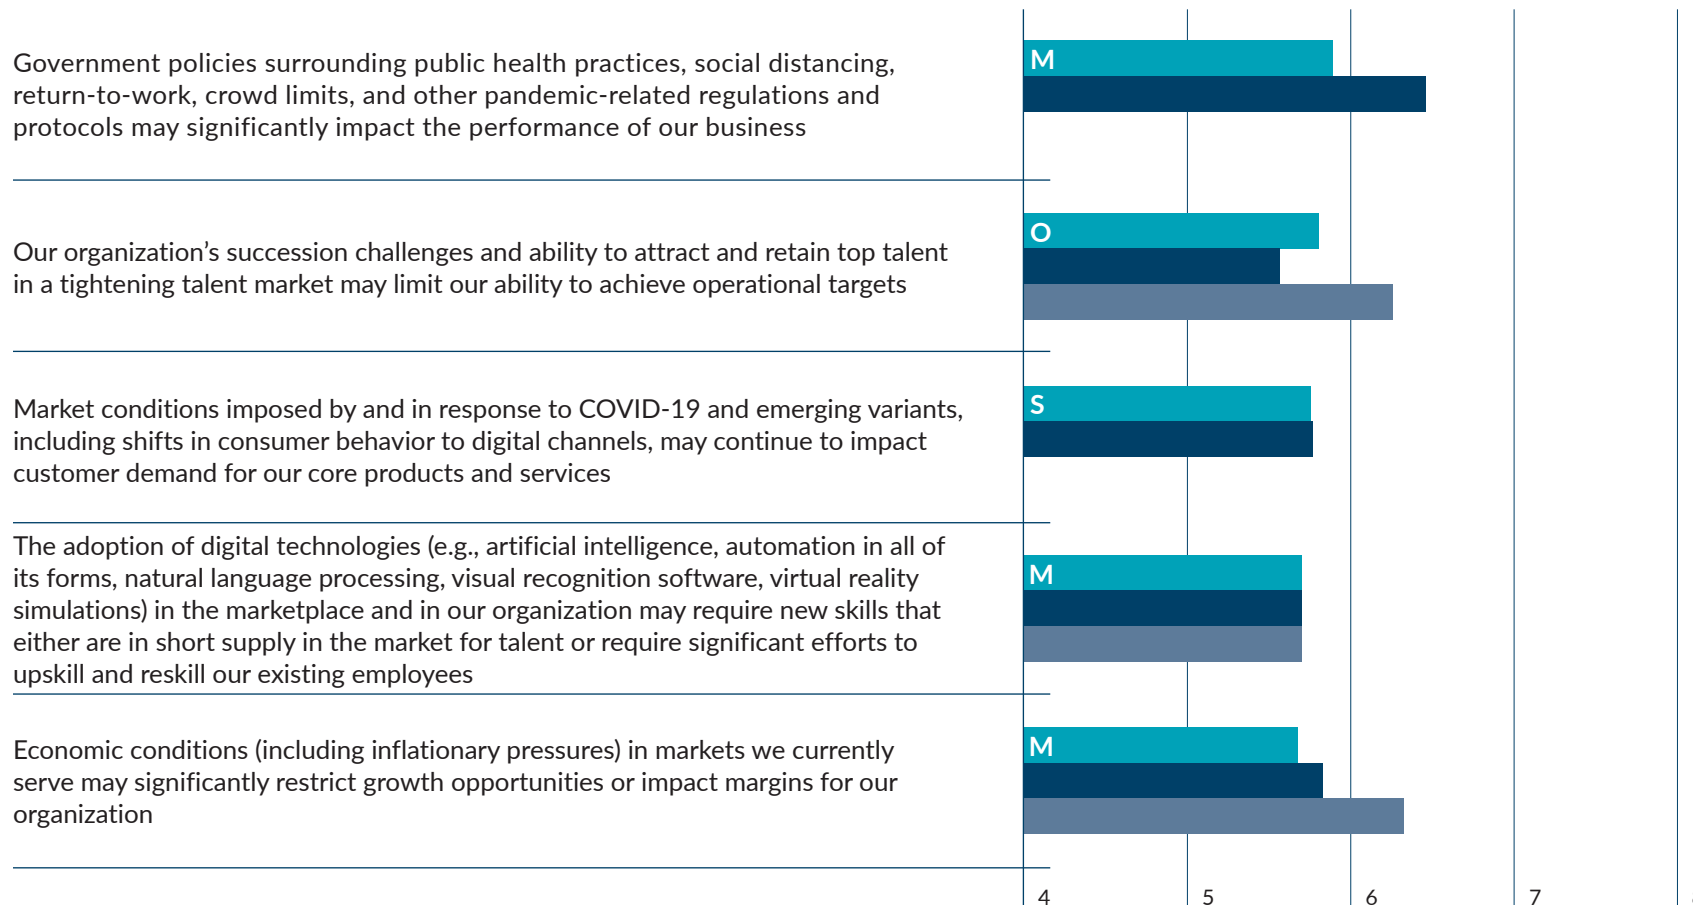 Government policies surrounding public health practices, social distancing,
return-to-work, crowd limits, and other pandemic-related regulations and
protocols may significantly impact the performance of our business
M
Our organization’s succession challenges and ability to attract and retain top talent
in a tightening talent market may limit our ability to achieve operational targets
O
Market conditions imposed by and in response to COVID-19 and emerging variants,
including shifts in consumer behavior to digital channels, may continue to impact
customer demand for our core products and services
S
The adoption of digital technologies (e.g., artificial intelligence, automation in all of
its forms, natural language processing, visual recognition software, virtual reality
simulations) in the marketplace and in our organization may require new skills that
either are in short supply in the market for talent or require significant efforts to
upskill and reskill our existing employees
M
Economic conditions (including inflationary pressures) in markets we currently
serve may significantly restrict growth opportunities or impact margins for our
organization
M
4 5 6 7